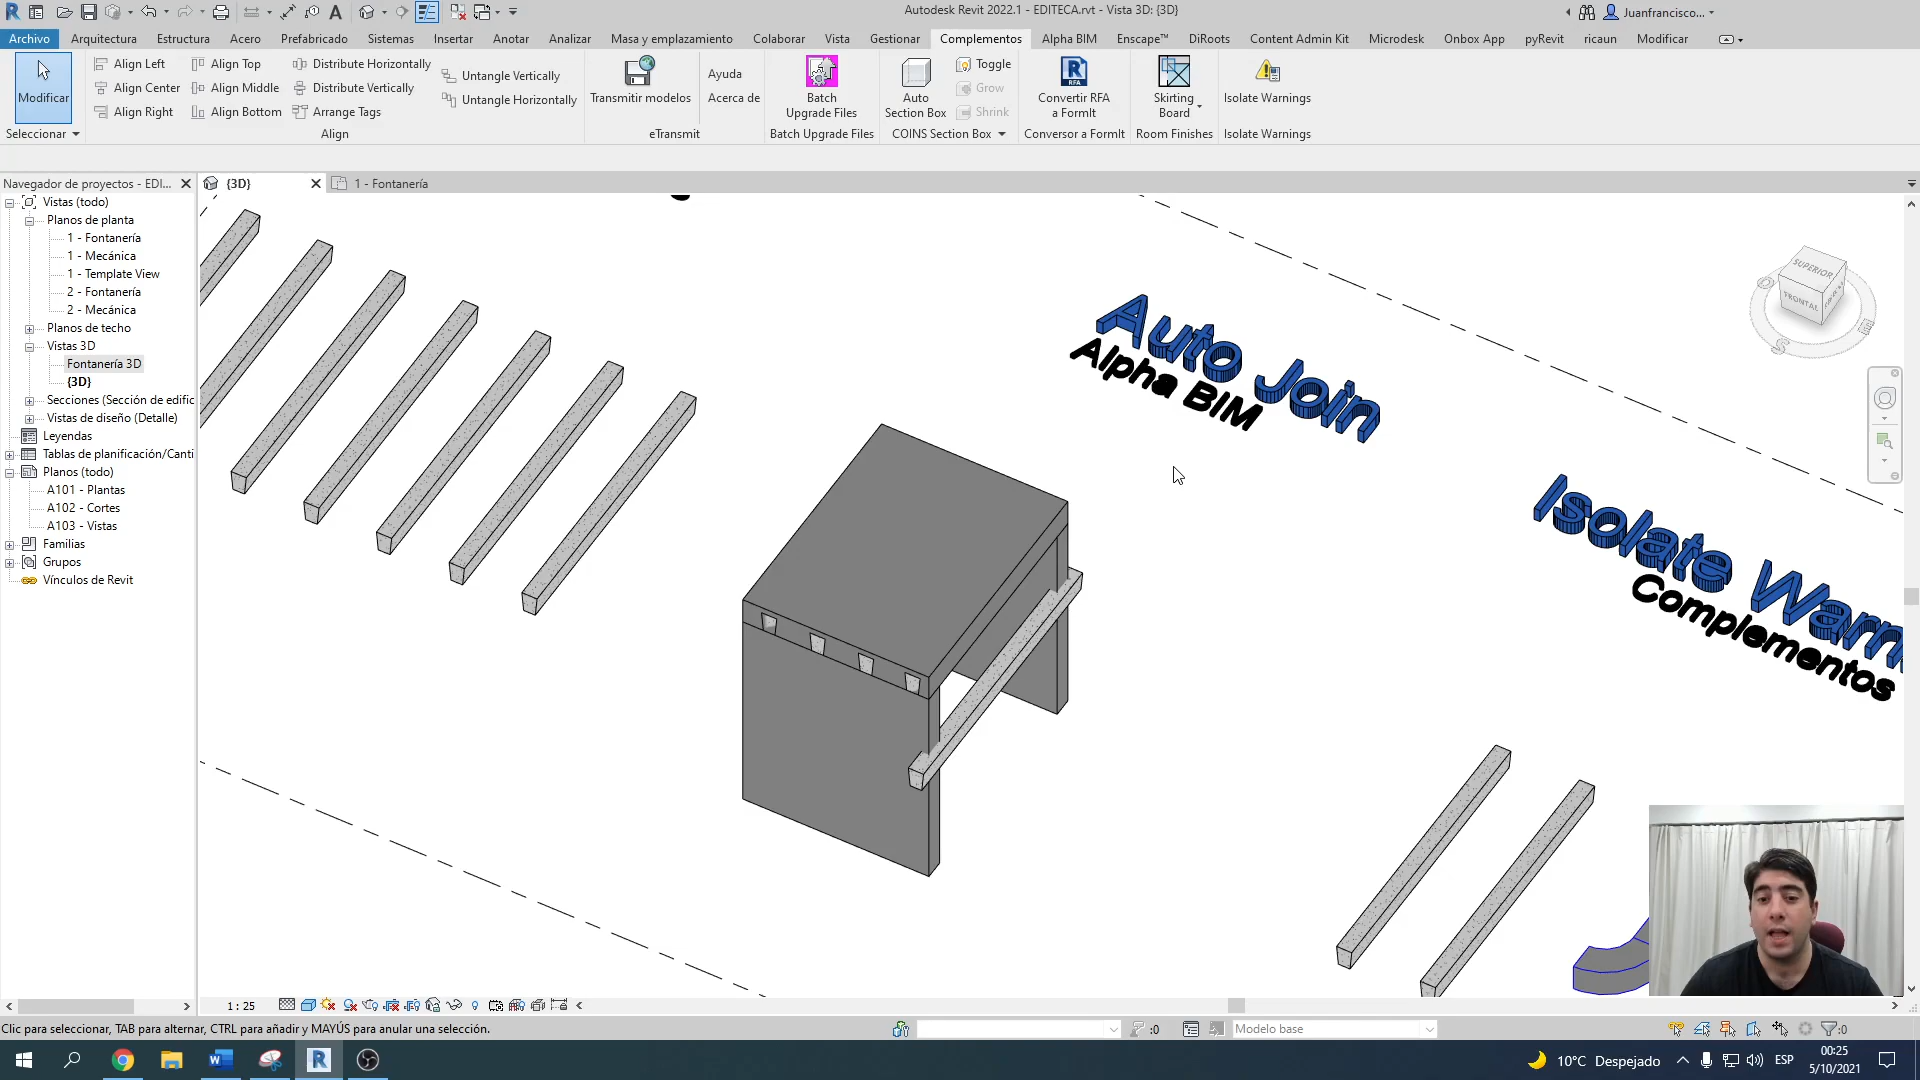 Autodesk Revit 2022.1 - EDITECA.rvt - Vista 3D: {3D}
Juanfrancisco...
Archivo
Arquitectura
Estructura
Acero
Prefabricado
Sistemas
Insertar
Anotar
Analizar
Masa y emplazamiento
Colaborar
Vista
Gestionar
Complementos
Alpha BIM
Enscape™
DiRoots
Content Admin Kit
Microdesk
Onbox App
pyRevit
ricaun
Modificar
Modificar
Seleccionar
Align Left
Align Center
Align Right
Align Top
Align Middle
Align Bottom
Distribute Horizontally
Distribute Vertically
Arrange Tags
Untangle Vertically
Untangle Horizontally
Align
Transmitir modelos
Ayuda
Acerca de
eTransmit
Batch
Upgrade Files
Batch Upgrade Files
Auto
Section Box
Toggle
Grow
Shrink
COINS Section Box
Convertir RFA
a FormIt
Conversor a FormIt
Skirting
Board
Room Finishes
Isolate Warnings
Isolate Warnings
Navegador de proyectos - EDI...
{3D}
1 - Fontanería
Vistas (todo)
Planos de planta
1 - Fontanería
1 - Mecánica
1 - Template View
2 - Fontanería
2 - Mecánica
Planos de techo
Vistas 3D
Fontanería 3D
{3D}
Secciones (Sección de edific
Vistas de diseño (Detalle)
Leyendas
Tablas de planificación/Canti
Planos (todo)
A101 - Plantas
A102 - Cortes
A103 - Vistas
Familias
Grupos
Vínculos de Revit
Auto Join
Alpha BIM
Isolate Warn
Complementos
SUPERIOR
FRONTAL
1 : 25
Clic para seleccionar, TAB para alternar, CTRL para añadir y MAYÚS para anular una selección.
:0
Modelo base
:0
10°C Despejado
ESP
00:25
5/10/2021